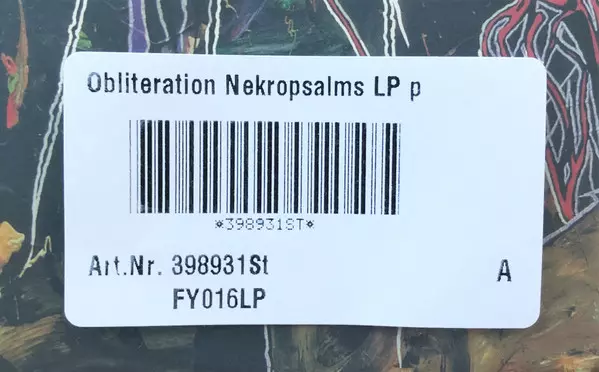 Obliteration Nekropsalms LP p
*398931ST*
Art.Nr. 398931St
A
FY016LP